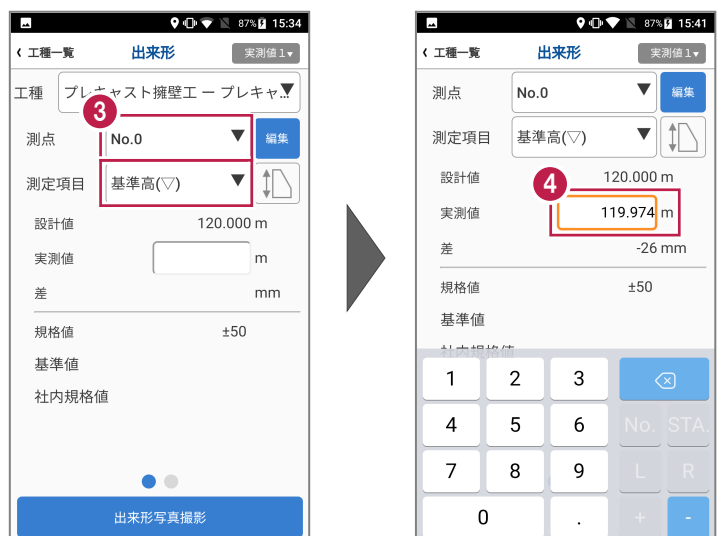 87% 15:34
工種一覧 出来形 実測値1▼
工種 プレキャスト擁壁工 ー プレキャ…▼
3
測点 No.0 ▼ 編集
測定項目 基準高(▽) ▼
設計値 120.000 m
実測値 m
差 mm
規格値 ±50
基準値
社内規格値
出来形写真撮影
87% 15:41
工種一覧 出来形 実測値1▼
測点 No.0 ▼ 編集
測定項目 基準高(▽) ▼
4
設計値 120.000 m
実測値 119.974 m
差 -26 mm
規格値 ±50
基準値
社内規格値
1 2 3
4 5 6 No. STA.
7 8 9 L R
0 . + -